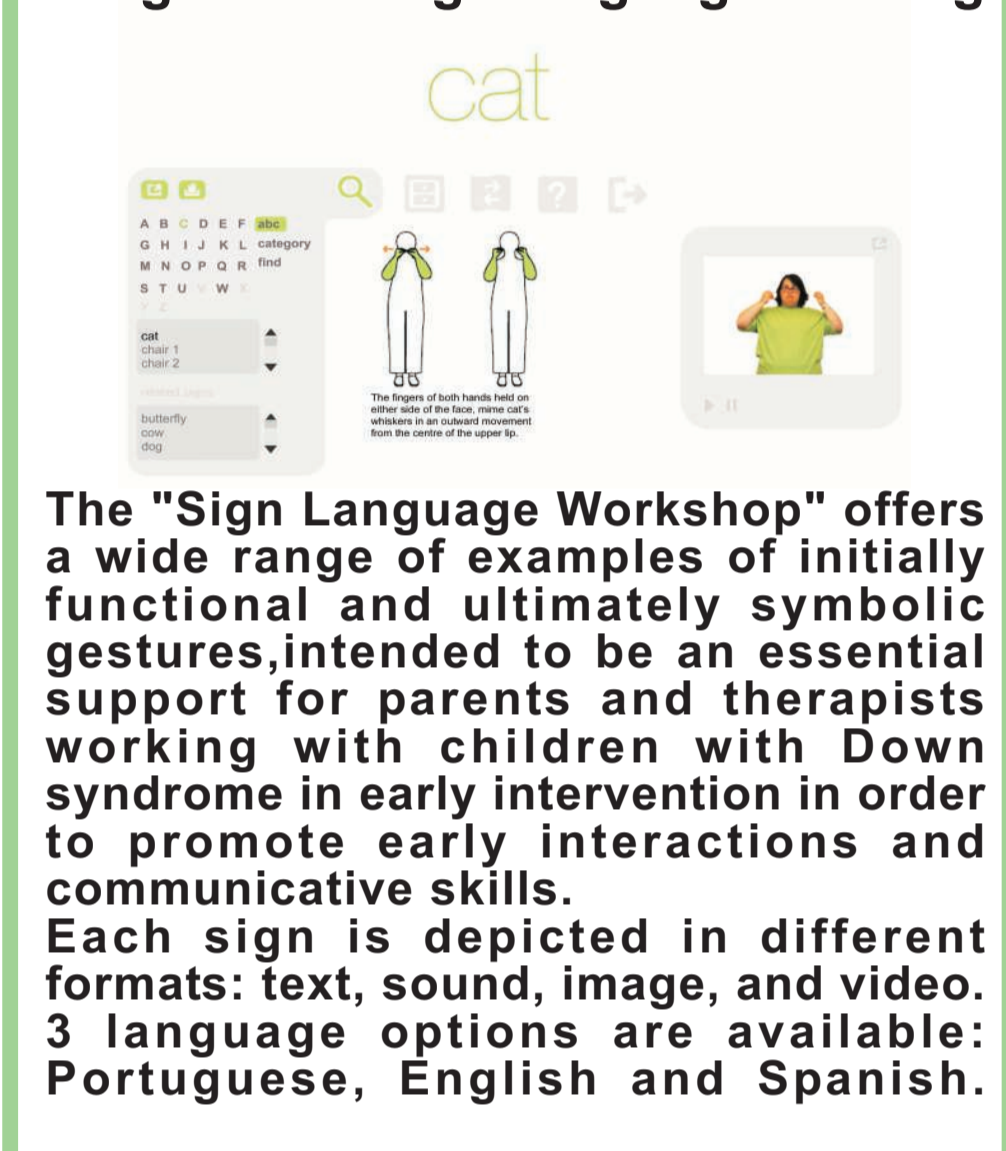 cat
A B C D E F abc
G H I J K L category
M N O P Q R find
S T U V W X
Y Z
cat
chair 1
chair 2
related signs
butterfly
cow
dog
The fingers of both hands held on
either side of the face, mime cat's
whiskers in an outward movement
from the centre of the upper lip.
The "Sign Language Workshop" offers
a wide range of examples of initially
functional and ultimately symbolic
gestures,intended to be an essential
support for parents and therapists
working with children with Down
syndrome in early intervention in order
to promote early interactions and
communicative skills.
Each sign is depicted in different
formats: text, sound, image, and video.
3 language options are available:
Portuguese, English and Spanish.